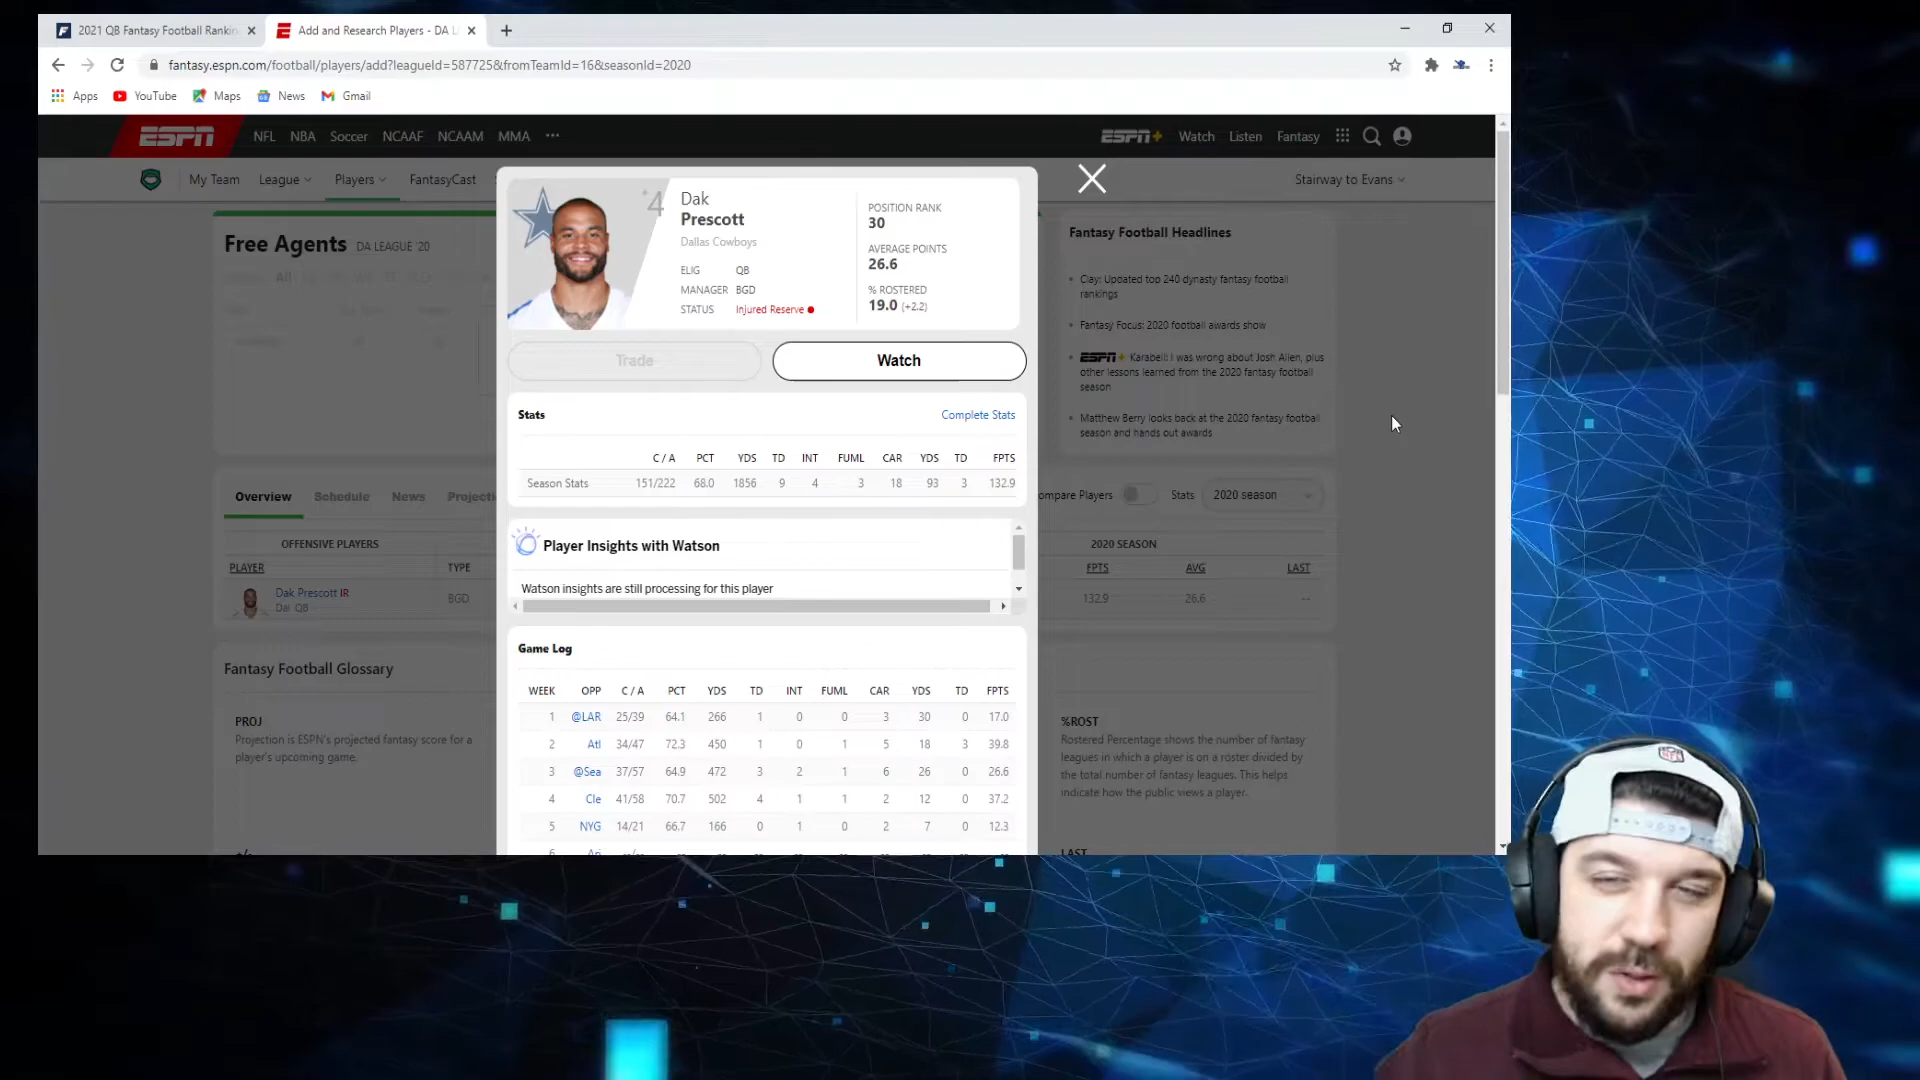 2021 QB Fantasy Football Rankin
Add and Research Players - DA L
fantasy.espn.com/football/players/add?leagueId=587725&fromTeamId=16&seasonId=2020
Apps YouTube Maps News Gmail
ESPN NFL NBA Soccer NCAAF NCAAM MMA ESPN+ Watch Listen Fantasy
My Team League Players FantasyCast Stairway to Evans
Free Agents DA LEAGUE '20
All
4
Dak
Prescott
Dallas Cowboys
ELIG QB
MANAGER BGD
STATUS Injured Reserve
POSITION RANK
30
AVERAGE POINTS
26.6
% ROSTERED
19.0 (+2.2)
Trade Watch
Fantasy Football Headlines
Clay: Updated top 240 dynasty fantasy football
rankings
Fantasy Focus: 2020 football awards show
ESPN+ Karabell: I was wrong about Josh Allen, plus
other lessons learned from the 2020 fantasy football
season
Matthew Berry looks back at the 2020 fantasy football
season and hands out awards
Stats Complete Stats
C / A PCT YDS TD INT FUML CAR YDS TD FPTS
Season Stats 151/222 68.0 1856 9 4 3 18 93 3 132.9
Player Insights with Watson
Watson insights are still processing for this player
Overview Schedule News Projecti
ompare Players Stats 2020 season
OFFENSIVE PLAYERS
PLAYER TYPE
Dak Prescott IR
Dal QB
BGD
2020 SEASON
FPTS AVG LAST
132.9 26.6 --
Game Log
WEEK OPP C / A PCT YDS TD INT FUML CAR YDS TD FPTS
1 @LAR 25/39 64.1 266 1 0 0 3 30 0 17.0
2 Atl 34/47 72.3 450 1 0 1 5 18 3 39.8
3 @Sea 37/57 64.9 472 3 2 1 6 26 0 26.6
4 Cle 41/58 70.7 502 4 1 1 2 12 0 37.2
5 NYG 14/21 66.7 166 0 1 0 2 7 0 12.3
6 Ari --/--
Fantasy Football Glossary
PROJ
Projection is ESPN's projected fantasy score for a
player's upcoming game.
+/-
%ROST
Rostered Percentage shows the number of fantasy
leagues in which a player is on a roster divided by
the total number of fantasy leagues. This helps
indicate how the public views a player.
LAST
NFL